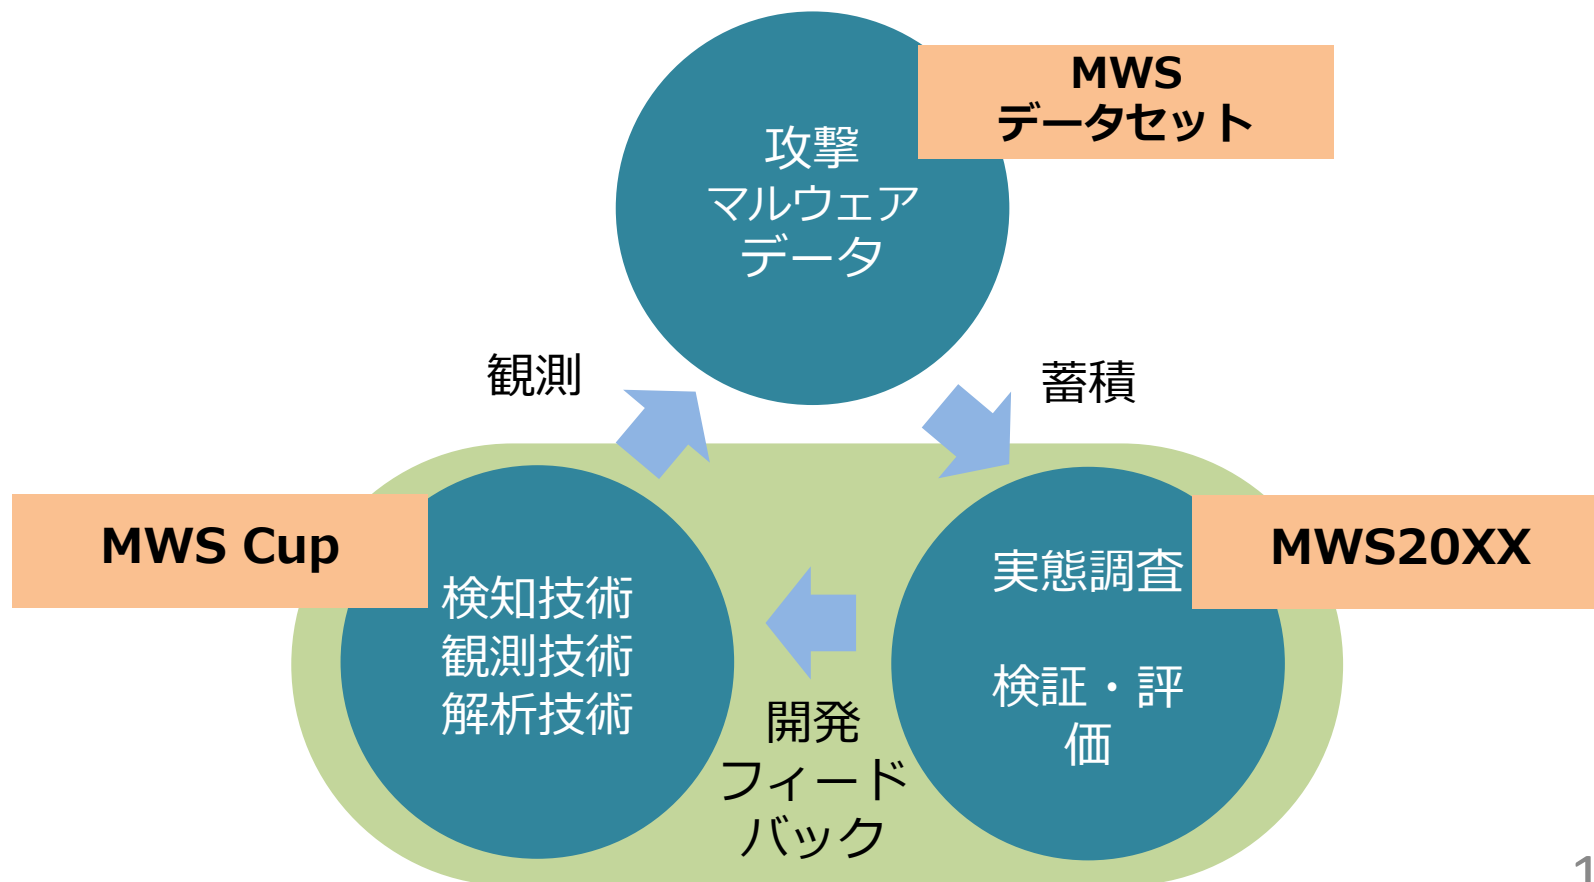 MWS
データセット
攻撃
マルウェア
データ
観測
蓄積
MWS Cup
検知技術
観測技術
解析技術
開発
フィード
バック
MWS20XX
実態調査
検証・評
価